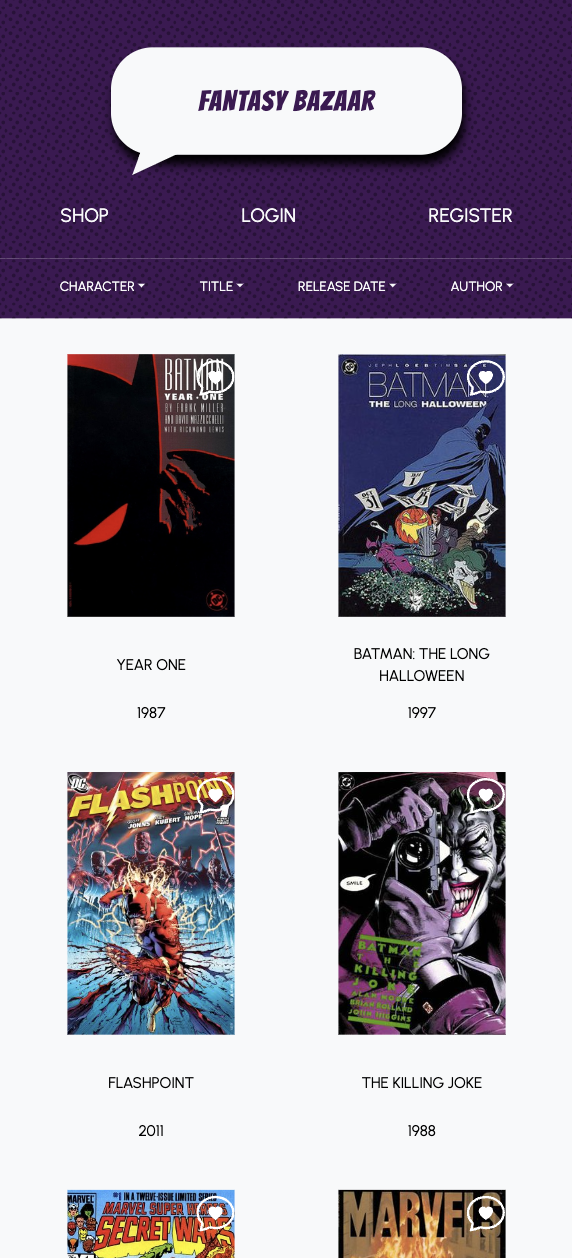 FANTASY BAZAAR
SHOP LOGIN REGISTER
CHARACTER TITLE RELEASE DATE AUTHOR
BATMAN
YEAR ONE
BY FRANK MILLER
AND DAVID MAZZUCCHELLI
WITH RICHMOND LEWIS
JEPH LOEB TIM SALE
BATMAN
THE LONG HALLOWEEN
OCT
31
YEAR ONE
BATMAN: THE LONG
HALLOWEEN
1987
1997
DC
FLASHPOINT
JOHNS KUBERT HOPE
SMILE
BATMAN
THE
KILLING
JOKE
ALAN MOORE
BRIAN BOLLAND
JOHN HIGGINS
FLASHPOINT
THE KILLING JOKE
2011
1988
#1 IN A TWELVE-ISSUE LIMITED SERIES
MARVEL
MARVEL SUPER HEROES
SECRET WARS
MARVELS